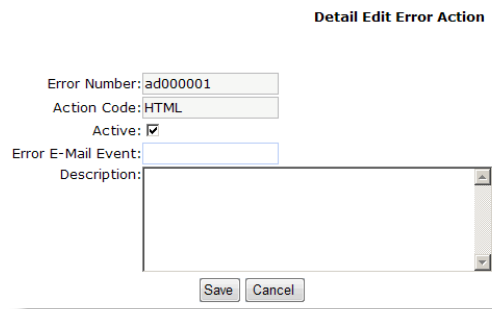 Detail Edit Error Action
Error Number: ad000001
Action Code: HTML
Active:
Error E-Mail Event:
Description:
Save Cancel